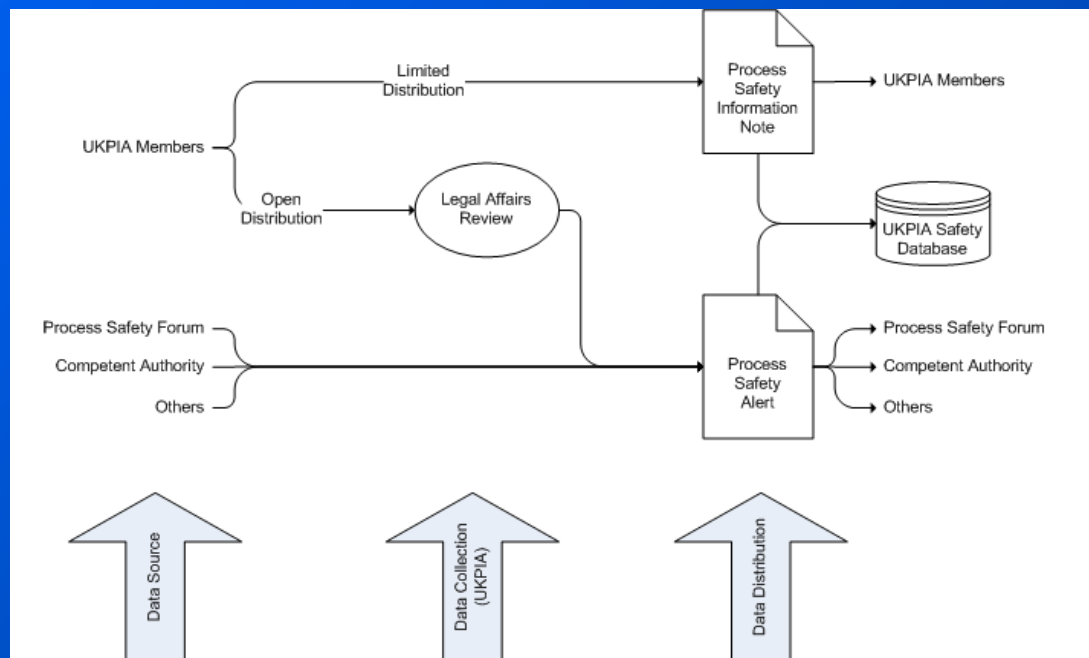 Limited
Distribution
Process
Safety
Information
Note
UKPIA Members
UKPIA Members
Open
Distribution
Legal Affairs
Review
UKPIA Safety
Database
Process Safety Forum
Competent Authority
Others
Process
Safety
Alert
Process Safety Forum
Competent Authority
Others
Data Source
Data Collection
(UKPIA)
Data Distribution